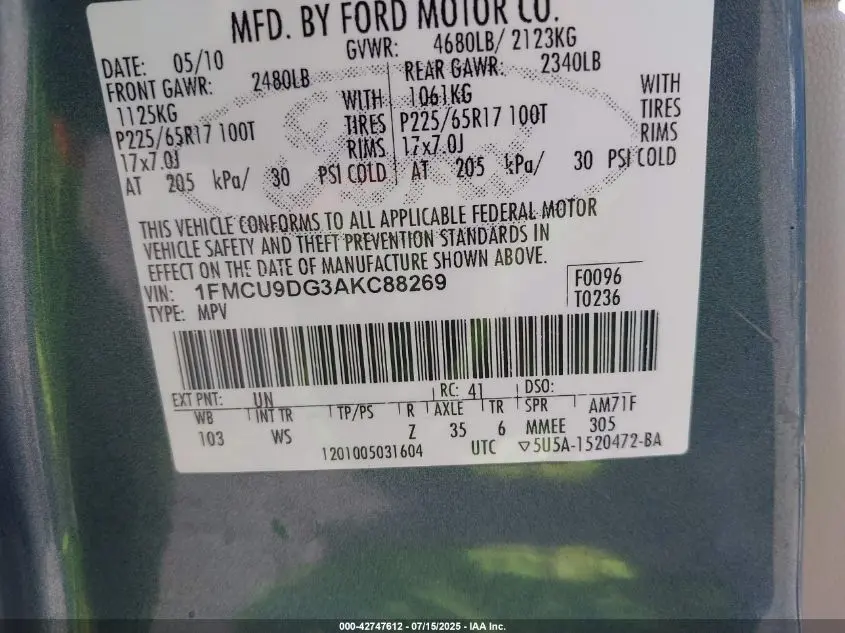 MFD. BY FORD MOTOR CO.
DATE: 05/10 GVWR: 4680LB/ 2123KG
FRONT GAWR: 2480LB REAR GAWR: 2340LB
1125KG WITH 1061KG WITH
P225/65R17 100T TIRES P225/65R17 100T TIRES
17x7.0J RIMS 17x7.0J RIMS
AT 205 kPa/ 30 PSI COLD AT 205 kPa/ 30 PSI COLD
THIS VEHICLE CONFORMS TO ALL APPLICABLE FEDERAL MOTOR
VEHICLE SAFETY AND THEFT PREVENTION STANDARDS IN
EFFECT ON THE DATE OF MANUFACTURE SHOWN ABOVE.
VIN: 1FMCU9DG3AKC88269 F0096
TYPE: MPV T0236
EXT PNT: UN RC: 41 DSO:
WB INT TR TP/PS R AXLE TR SPR AM71F
103 WS Z 35 6 MMEE 305
1201005031604 UTC ▽5U5A-1520472-BA
000-42747612 - 07/15/2025 - IAA Inc.